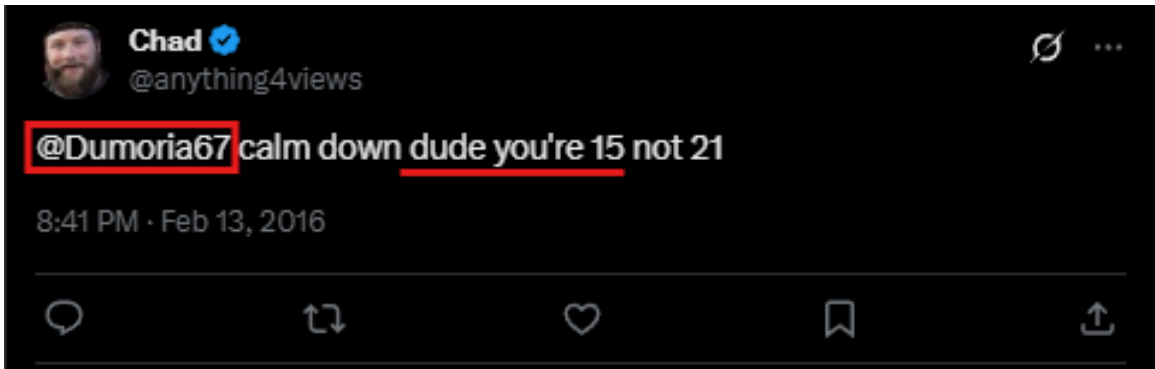 Chad
@anything4views
@Dumoria67 calm down dude you're 15 not 21
8:41 PM · Feb 13, 2016